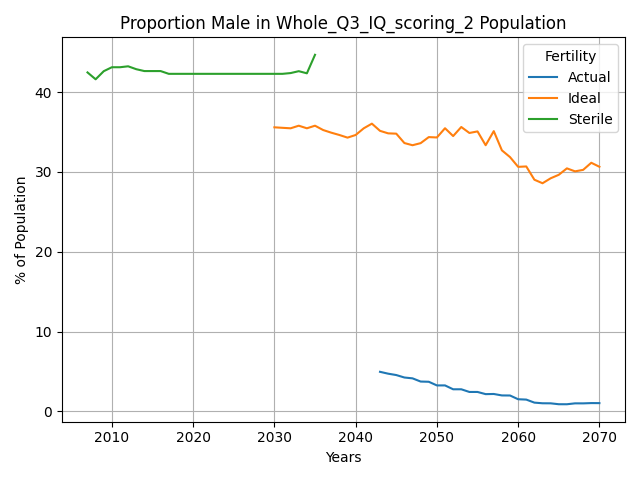 Proportion Male in Whole_Q3_IQ_scoring_2 Population
Fertility
Actual
Ideal
Sterile
% of Population
40
30
20
10
0
2010 2020 2030 2040 2050 2060 2070
Years